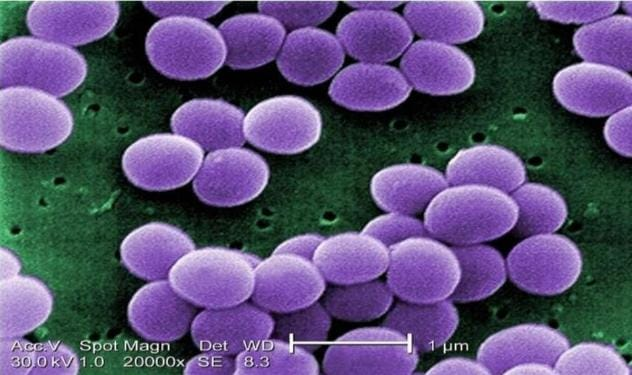 Acc.V Spot Magn Det WD 1 µm
30.0 kV 1.0 20000x SE 8.3